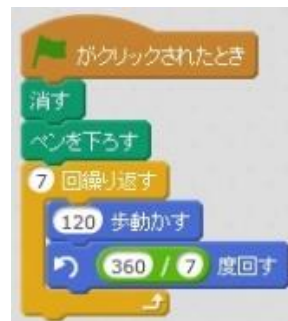 がクリックされたとき
消す
ペンを下ろす
7 回繰り返す
120 歩動かす
360 / 7 度回す